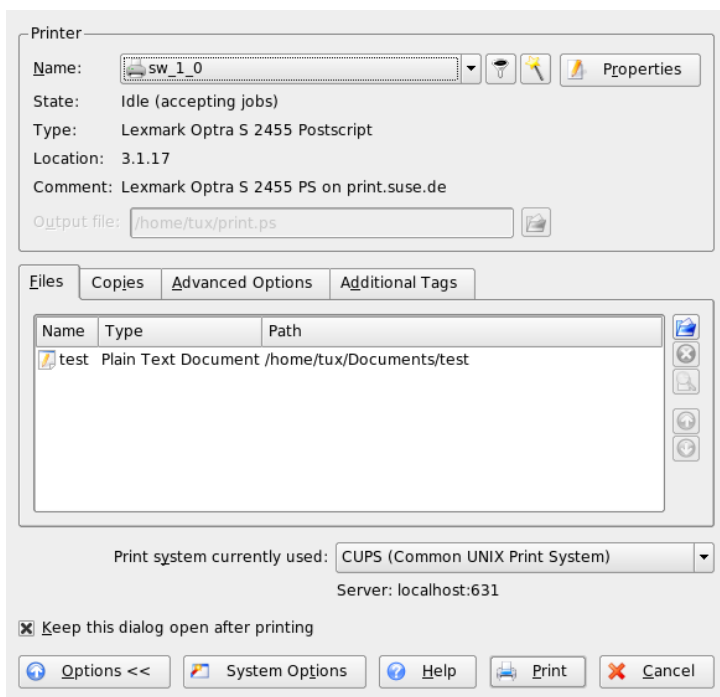 Printer
Name: sw_1_0 Properties
State: Idle (accepting jobs)
Type: Lexmark Optra S 2455 Postscript
Location: 3.1.17
Comment: Lexmark Optra S 2455 PS on print.suse.de
Output file: /home/tux/print.ps
Files Copies Advanced Options Additional Tags
Name Type Path
test Plain Text Document /home/tux/Documents/test
Print system currently used: CUPS (Common UNIX Print System)
Server: localhost:631
Keep this dialog open after printing
Options << System Options Help Print Cancel